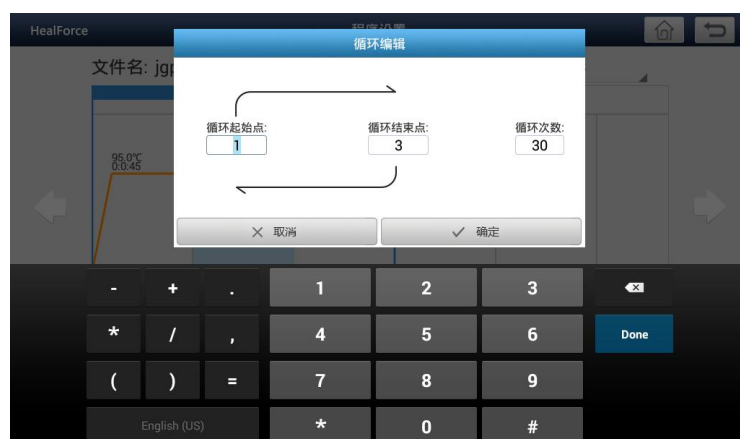 HealForce
程序设置
循环编辑
文件名: jgp
循环起始点:
1
循环结束点:
3
循环次数:
30
95.0℃
0:0:45
取消
确定
- + . 1 2 3
* / , 4 5 6 Done
( ) = 7 8 9
English (US) * 0 #